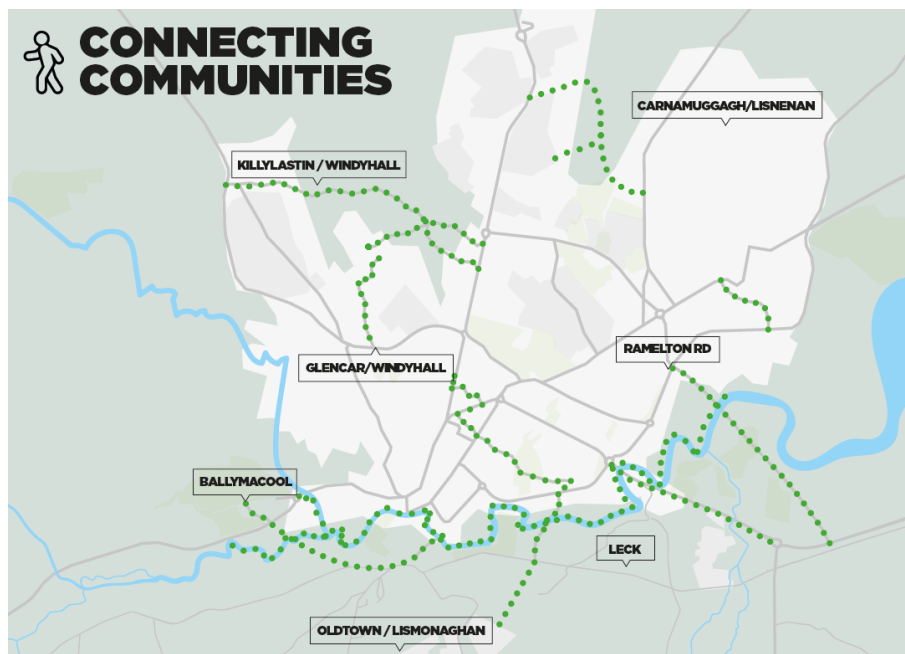 CONNECTING
COMMUNITIES
CARNAMUGGAGH/LISNENAN
KILLYLASTIN / WINDYHALL
RAMELTON RD
GLENCAR/WINDYHALL
BALLYMACOOL
LECK
OLDTOWN / LISMONAGHAN